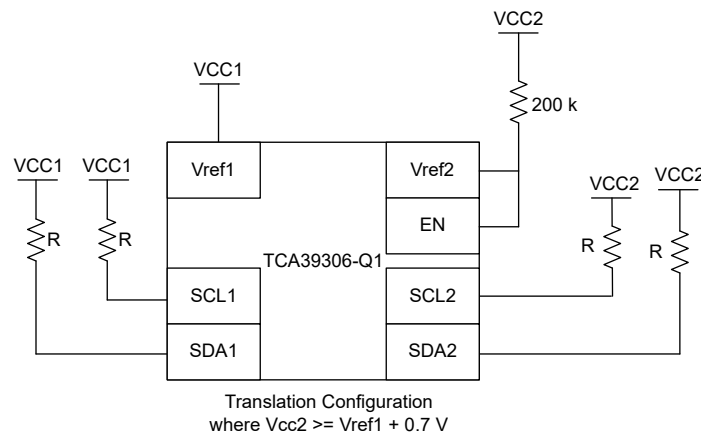 VCC2
VCC1
200 k
VCC1
VCC1
Vref1
Vref2
VCC2
VCC2
EN
R
R
R
R
TCA39306-Q1
SCL1
SCL2
SDA1
SDA2
Translation Configuration
where Vcc2 >= Vref1 + 0.7 V